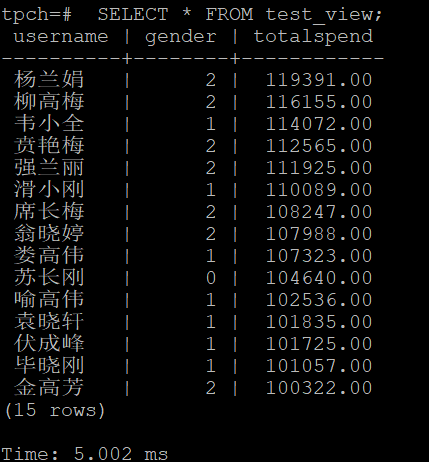 tpch=#  SELECT * FROM test_view;
 username | gender | totalspend
----------+--------+------------
 杨兰娟   |      2 |  119391.00
 柳高梅   |      2 |  116155.00
 韦小全   |      1 |  114072.00
 贲艳梅   |      2 |  112565.00
 强兰丽   |      2 |  111925.00
 滑小刚   |      1 |  110089.00
 席长梅   |      2 |  108247.00
 翁晓婷   |      2 |  107988.00
 娄高伟   |      1 |  107323.00
 苏长刚   |      0 |  104640.00
 喻高伟   |      1 |  102536.00
 袁晓轩   |      1 |  101835.00
 伏成峰   |      1 |  101725.00
 毕晓刚   |      1 |  101057.00
 金高芳   |      2 |  100322.00
(15 rows)

Time: 5.002 ms